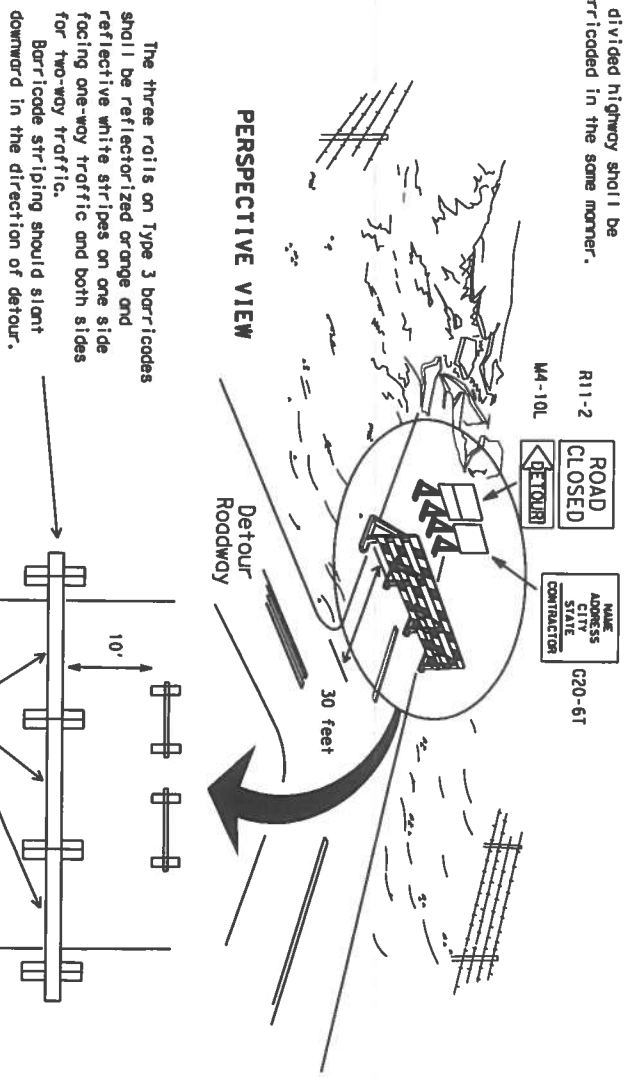 divided highway shall be
rricaded in the same manner.
R11-2
M4-10L
ROAD
CLOSED
DETOUR
NAME
ADDRESS
CITY
STATE
CONTRACTOR
G20-6T
PERSPECTIVE VIEW
Detour
Roadway
30 feet
The three rails on Type 3 barricades
shall be reflectorized orange and
reflective white stripes on one side
facing one-way traffic and both sides
for two-way traffic.
Barricade striping should slant
downward in the direction of detour.
10'